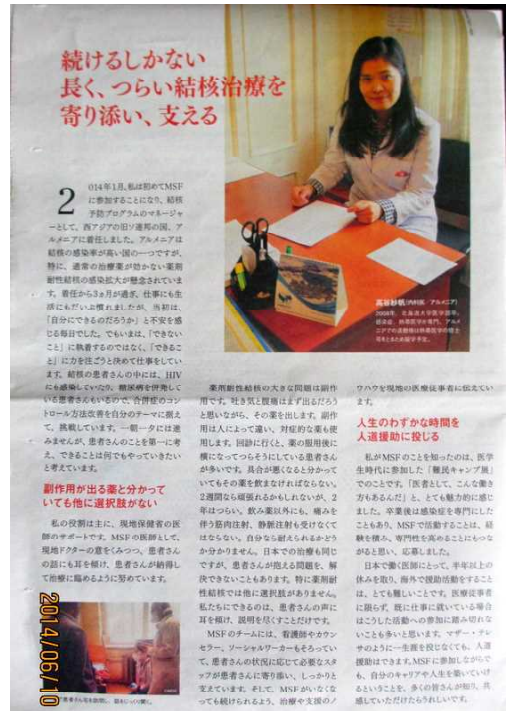 続けるしかない
長く、つらい結核治療を
寄り添い、支える
2014年1月、私は初めてMSF
に参加することになり、結核
予防プログラムのマネージャ
ーとして、西アジアの旧ソ連邦の国、ア
ルメニアに着任しました。アルメニアは
結核の感染率が高い国の一つですが、
特に、通常の治療薬が効かない薬剤
耐性結核の感染拡大が懸念されていま
す。着任から3ヵ月が過ぎ、仕事にも生
活にもだいぶ慣れましたが、当初は、
「自分にできるのだろうか」と不安を感
じる毎日でした。でもいまは、「できない
こと」に執着するのではなく、「できるこ
と」に力を注ごうと決めて仕事をしてい
ます。結核の患者さんの中には、HIV
にも感染していたり、糖尿病を併発して
いる患者さんもいるので、合併症のコン
トロール方法改善を自分のテーマに据え
て、挑戦しています。一朝一夕には進
みませんが、患者さんのことを第一に考
え、できることは何でもやっていきたい
と考えています。
副作用が出る薬と分かって
いても他に選択肢がない
私の役割は主に、現地保健省の医
師のサポートです。MSFの医師として、
現地ドクターの意をくみつつ、患者さん
の話にも耳を傾け、患者さんが納得し
て治療に臨めるように努めています。
薬剤耐性結核の大きな問題は副作
用です。吐き気と腹痛はまず出るだろう
と思いながら、その薬を出します。副作
用は人によって違い、対症的な薬も使
用します。回診に行くと、薬の服用後に
横になってつらそうにしている患者さん
が多いです。具合が悪くなると分かって
いてもその薬を飲まなければならない。
2週間なら頑張れるかもしれないが、2
年はつらい。飲み薬以外にも、痛みを
伴う筋肉注射、静脈注射も受けなくて
はならない。自分なら耐えられるかどう
か分かりません。日本での治療も同じ
ですが、患者さんが抱える問題を、解
決できないこともあります。特に薬剤耐
性結核では他に選択肢がありません。
私たちにできるのは、患者さんの声に
耳を傾け、説明を尽くすことだけです。
MSFのチームには、看護師やカウン
セラー、ソーシャルワーカーもそろってい
て、患者さんの状況に応じて必要なスタ
ッフが患者さんに寄り添い、しっかりと
支えています。そして、MSFがいなくな
っても続けられるよう、治療や支援のノ
ウハウを現地の医療従事者に伝えてい
ます。
人生のわずかな時間を
人道援助に投じる
私がMSFのことを知ったのは、医学
生時代に参加した「難民キャンプ展」
でのことです。「医者として、こんな働き
方もあるんだ」と、とても魅力的に感じ
ました。卒業後は感染症を専門にした
こともあり、MSFで活動することは、経
験を積み、専門性を高めることにもつな
がると思い、応募しました。
日本で働く医師にとって、半年以上の
休みを取り、海外で援助活動をすること
は、とても難しいことです。医療従事者
に限らず、既に仕事に就いている場合
はこうした活動への参加に踏み切れな
いことも多いと思います。マザー・テレ
サのように一生涯を投じなくても、人道
援助はできます。MSFに参加しながらで
も、自分のキャリアや人生を築いていけ
るということを、多くの皆さんが知り、共
感していただけたらうれしいです。
2014/06/10